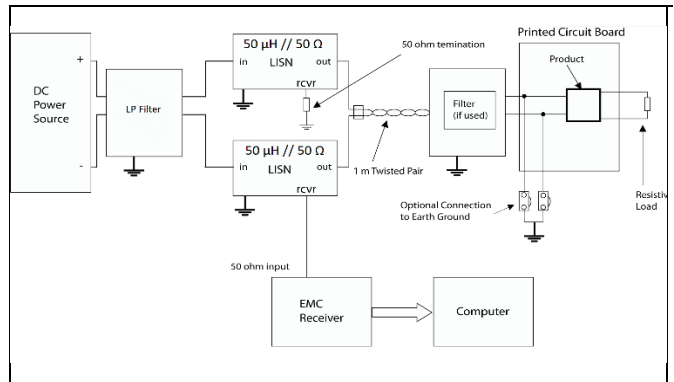 Printed Circuit Board
50 µH // 50 Ω
in LISN out
rcvr
50 ohm temination
Product
+
DC
Power
Source
-
LP Filter
Filter
(if used)
50 µH // 50 Ω
in LISN out
rcvr
1 m Twisted Pair
Optional Connection
to Earth Ground
Resistiv
Load
50 ohm input
EMC
Receiver
Computer